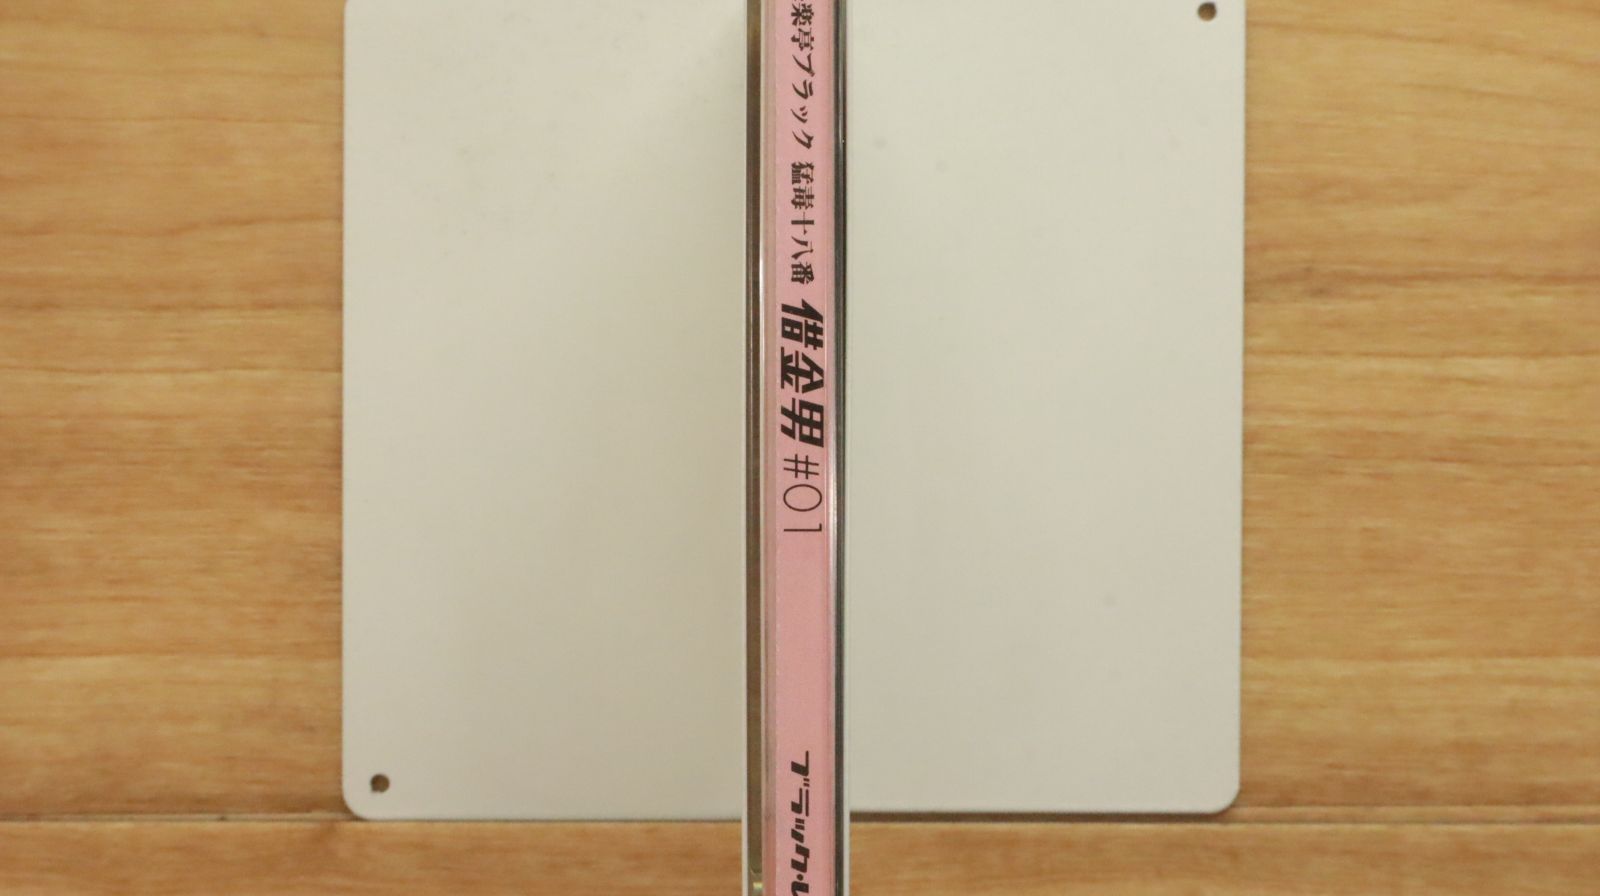 楽亭ブラック 猛毒十八番 借金男 #01
ブラック・